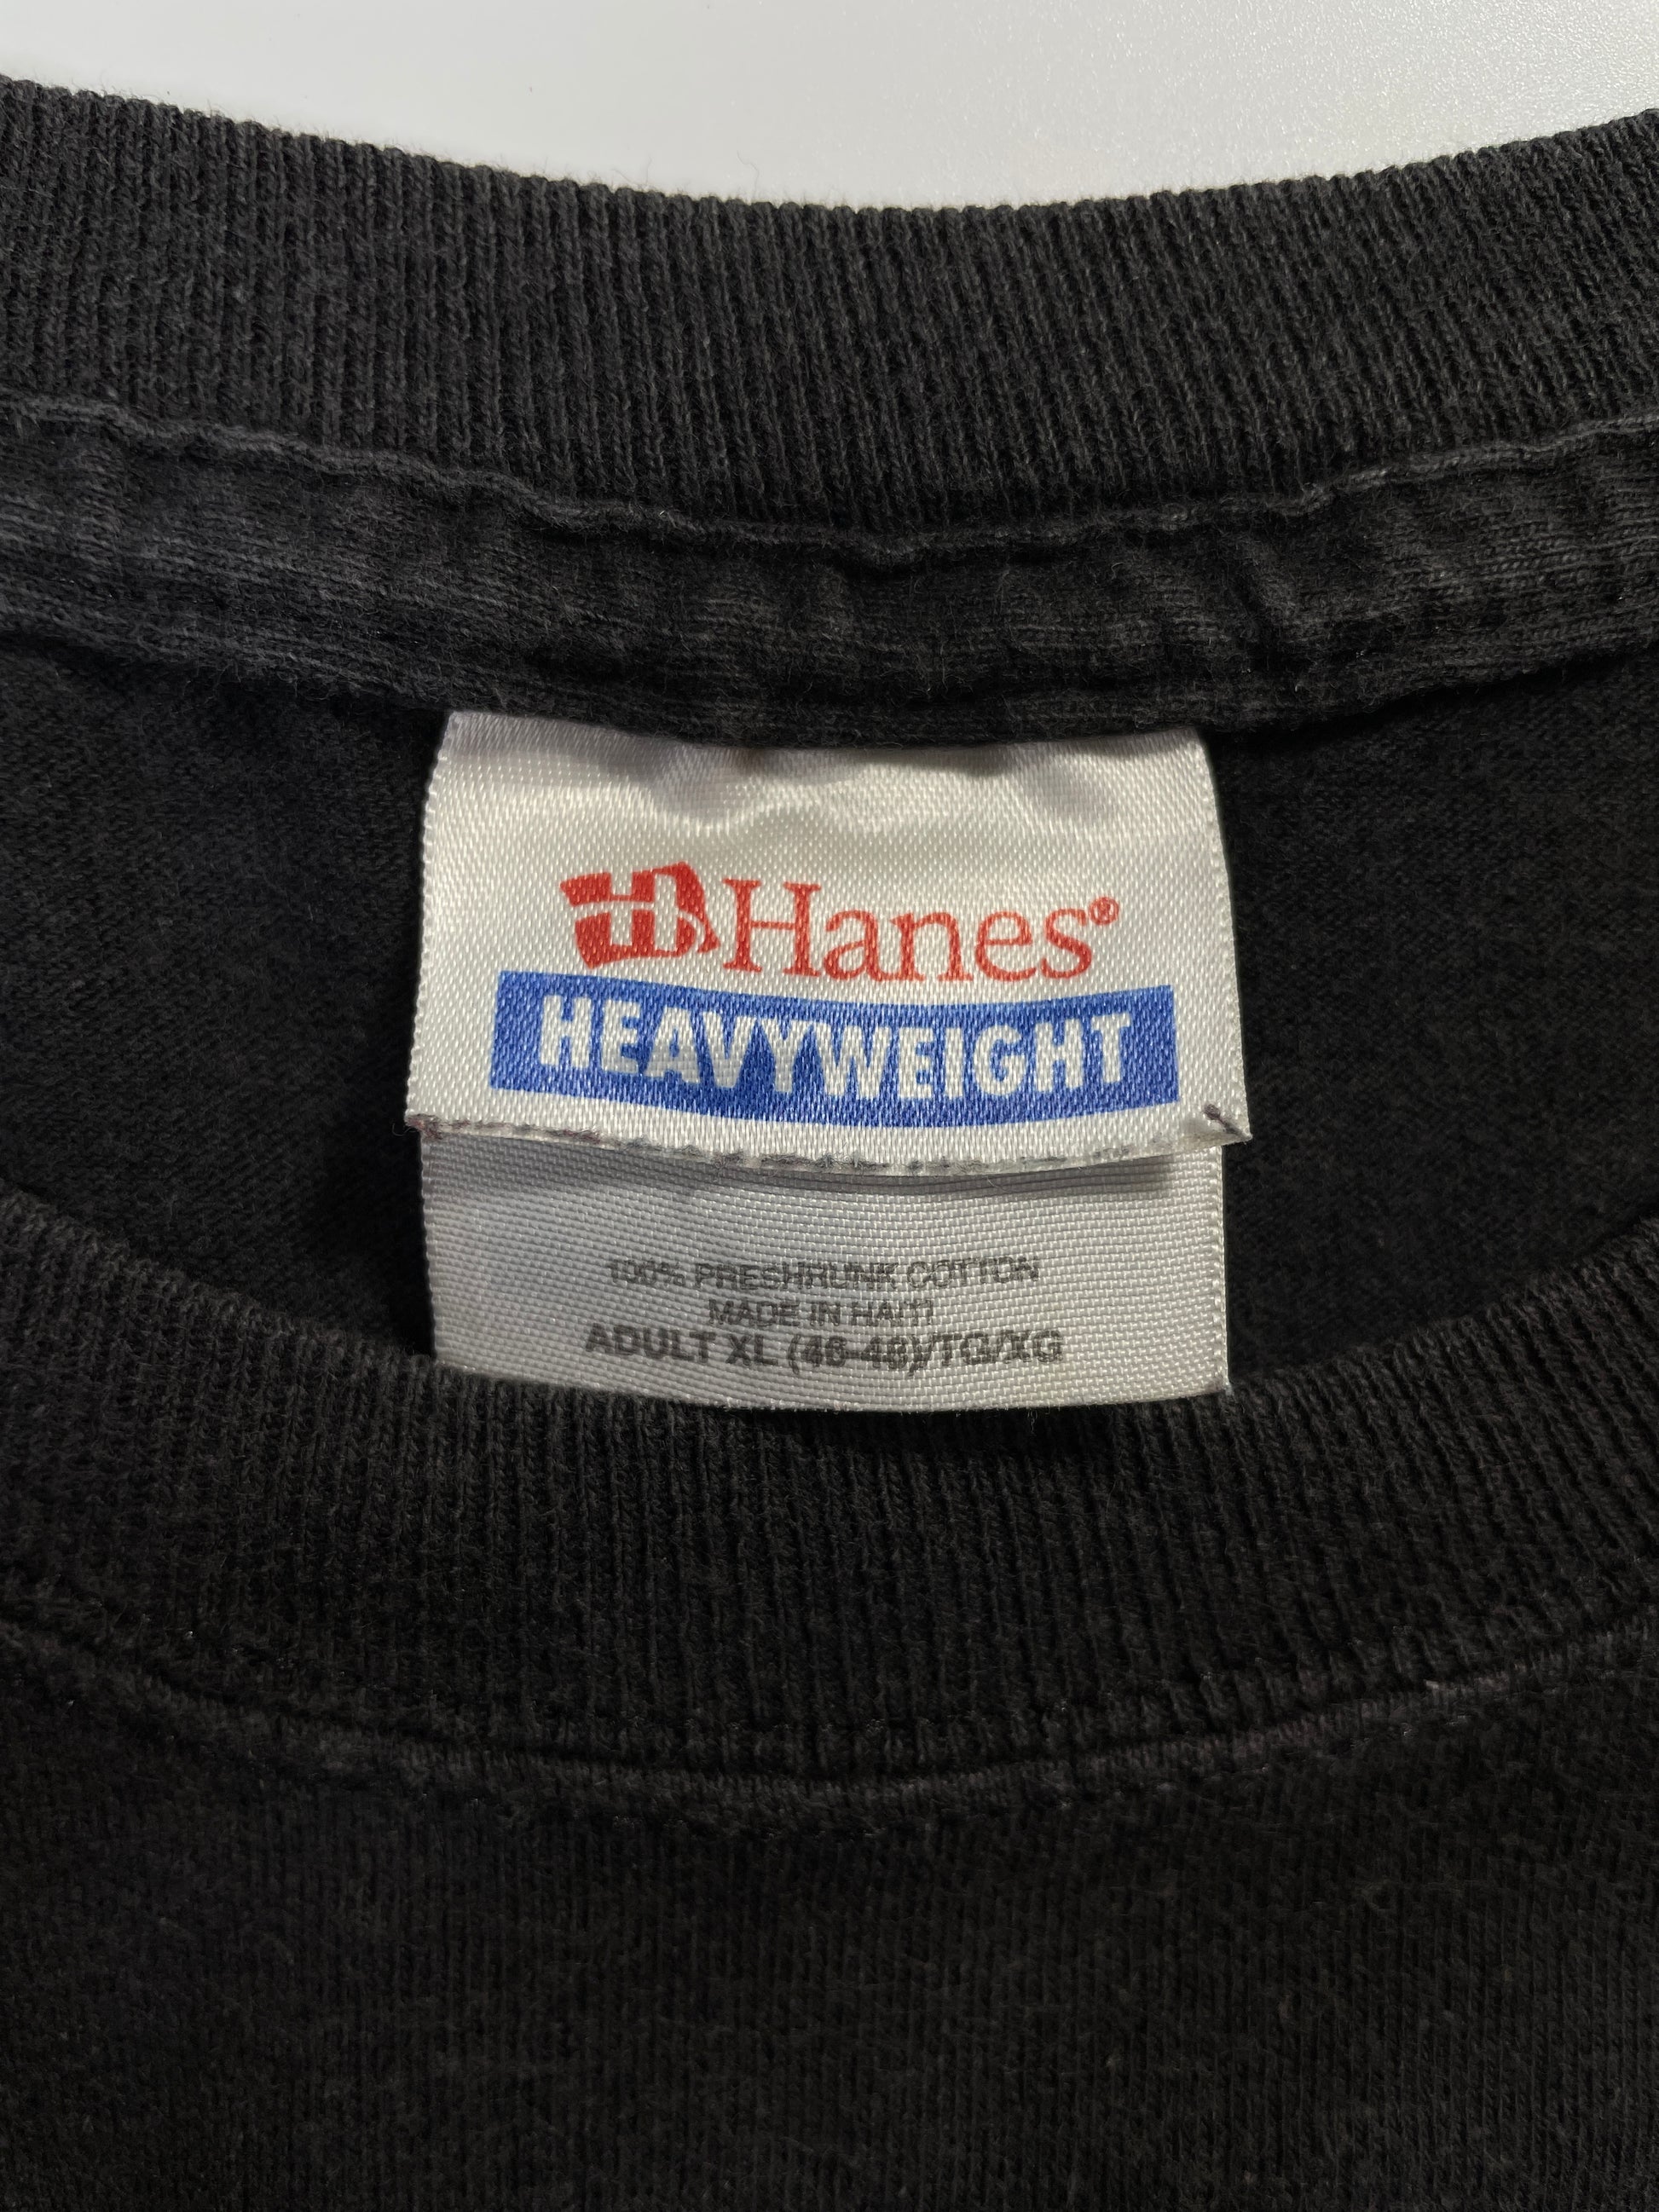 Hanes®
HEAVYWEIGHT
100% PRESHRUNK COTTON
MADE IN HAITI
ADULT XL (46-48)/TG/XG